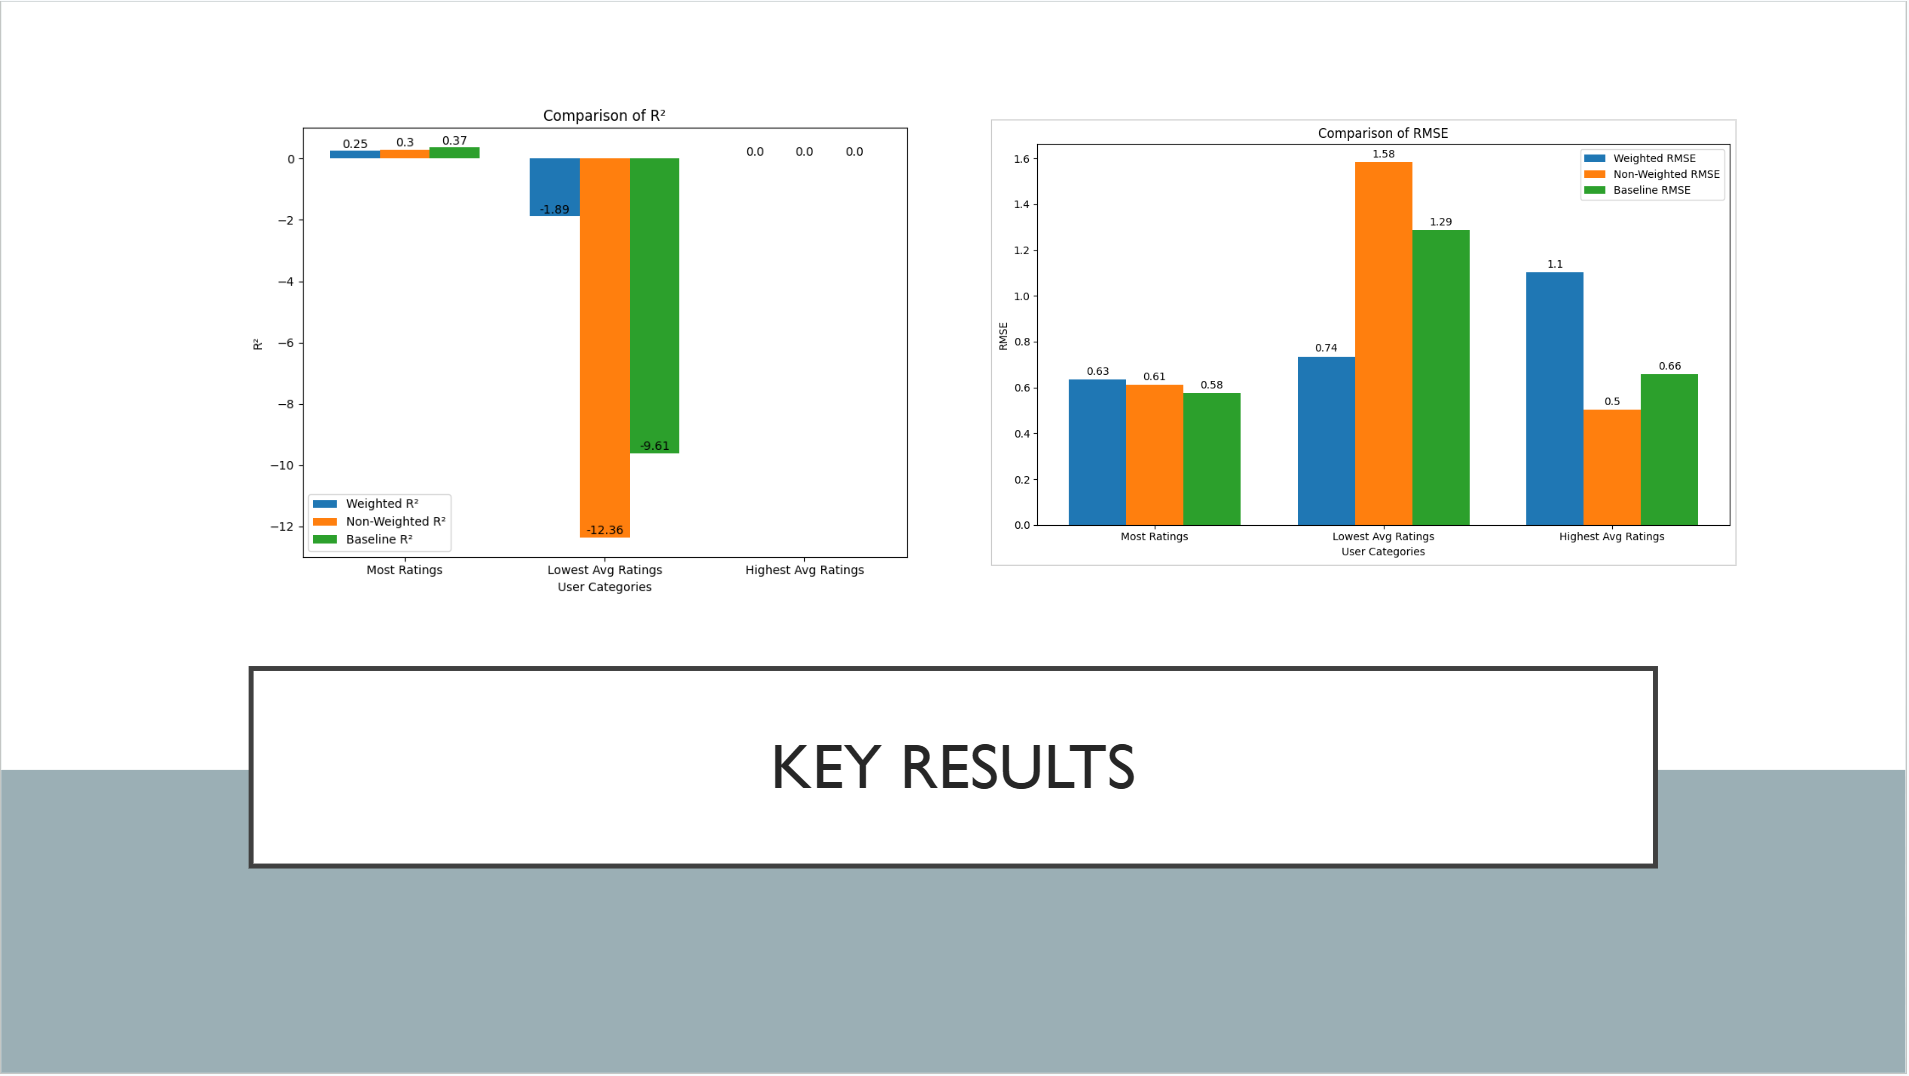 Comparison of R²
0.25 0.3 0.37
0.0 0.0 0.0
-1.89
-9.61
-12.36
0
−2
−4
−6
−8
−10
−12
R²
Weighted R²
Non-Weighted R²
Baseline R²
Most Ratings Lowest Avg Ratings Highest Avg Ratings
User Categories
Comparison of RMSE
Weighted RMSE
Non-Weighted RMSE
Baseline RMSE
1.6
1.4
1.2
1.0
0.8
0.6
0.4
0.2
0.0
RMSE
0.63 0.61 0.58
0.74 1.58 1.29
1.1 0.5 0.66
Most Ratings Lowest Avg Ratings Highest Avg Ratings
User Categories
KEY RESULTS